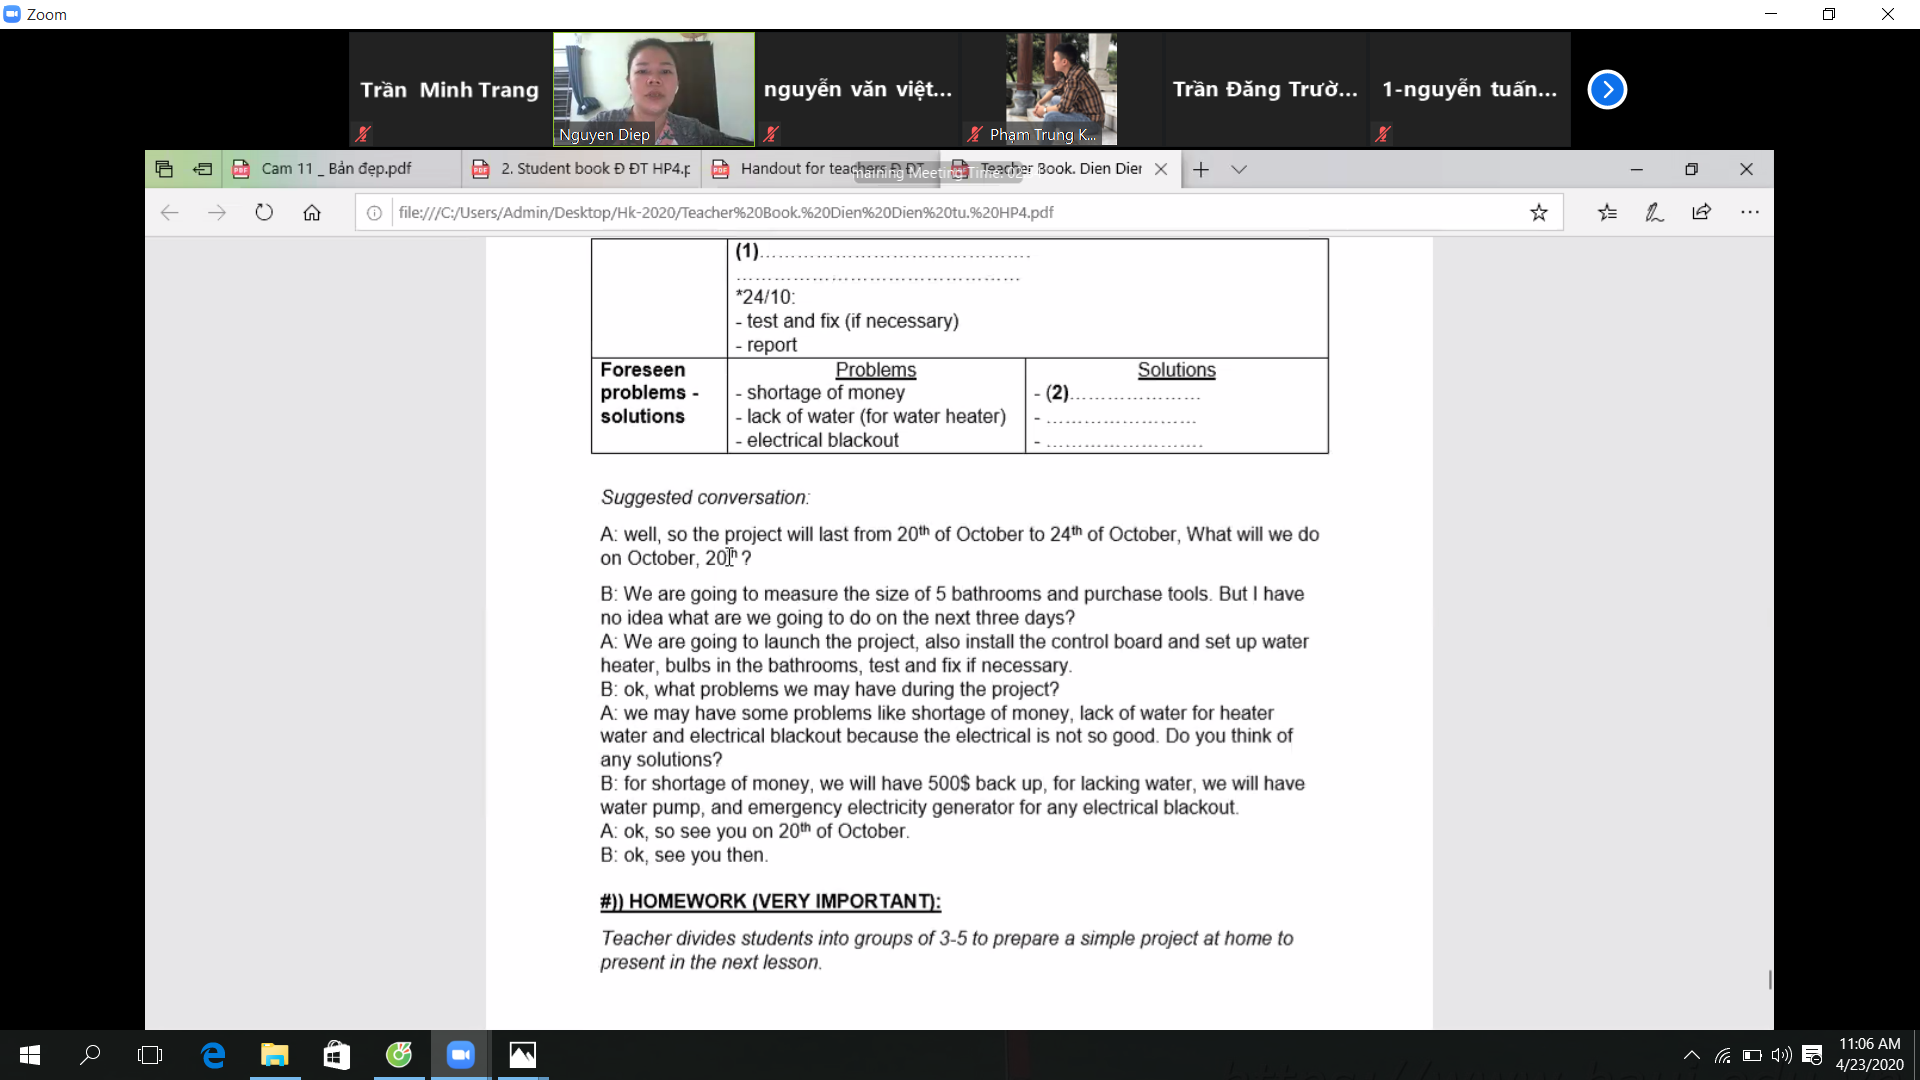 Zoom
Trần Minh Trang
nguyễn văn việt...
Trần Đăng Trườ...
1-nguyễn tuấn...
Nguyen Diep
Phạm Trung K...
Cam 11 _ Bản đẹp.pdf
2. Student book Đ ĐT HP4.p
Handout for teachers Đ ĐT
Teacher Book. Dien Dien
Meeting Time:
file:///C:/Users/Admin/Desktop/Hk-2020/Teacher%20Book.%20Dien%20Dien%20tu.%20HP4.pdf
(1)…………………………………….
………………………………………
*24/10:
- test and fix (if necessary)
- report
Foreseen problems - solutions
Problems
- shortage of money
- lack of water (for water heater)
- electrical blackout
Solutions
- (2)…………………
- ……………………
- …………………….
Suggested conversation:
A: well, so the project will last from 20th of October to 24th of October, What will we do
on October, 20th ?
B: We are going to measure the size of 5 bathrooms and purchase tools. But I have
no idea what are we going to do on the next three days?
A: We are going to launch the project, also install the control board and set up water
heater, bulbs in the bathrooms, test and fix if necessary.
B: ok, what problems we may have during the project?
A: we may have some problems like shortage of money, lack of water for heater
water and electrical blackout because the electrical is not so good. Do you think of
any solutions?
B: for shortage of money, we will have 500$ back up, for lacking water, we will have
water pump, and emergency electricity generator for any electrical blackout.
A: ok, so see you on 20th of October.
B: ok, see you then.
#)) HOMEWORK (VERY IMPORTANT):
Teacher divides students into groups of 3-5 to prepare a simple project at home to
present in the next lesson.
11:06 AM
4/23/2020